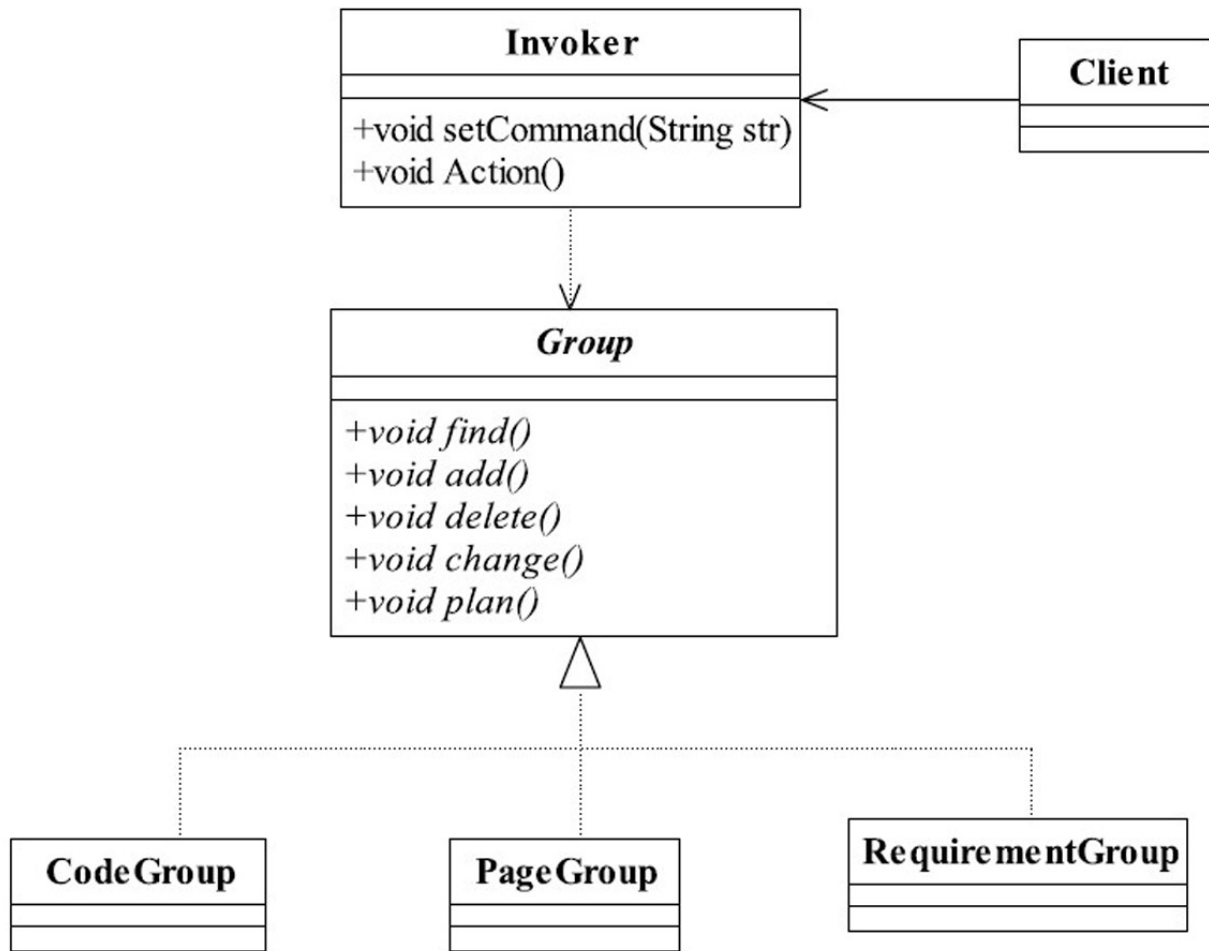 Invoker
+void setCommand(String str)
+void Action()
Client
Group
+void find()
+void add()
+void delete()
+void change()
+void plan()
CodeGroup
PageGroup
RequirementGroup